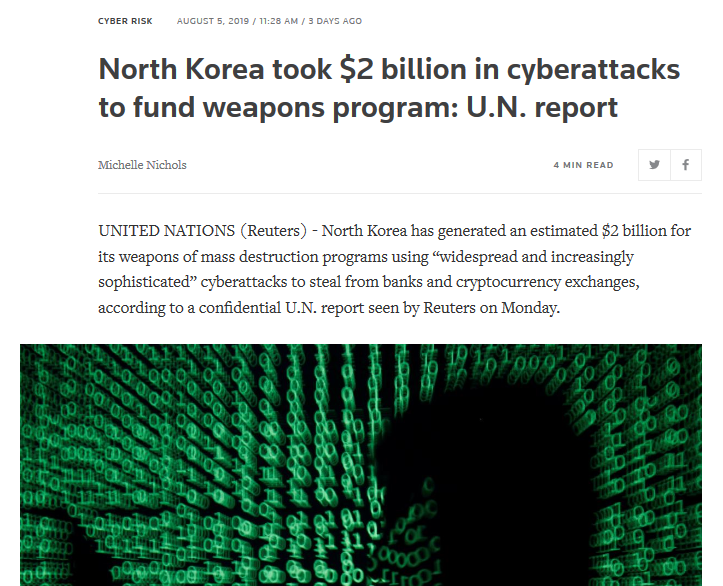 CYBER RISK AUGUST 5, 2019 / 11:28 AM / 3 DAYS AGO
North Korea took $2 billion in cyberattacks
to fund weapons program: U.N. report
Michelle Nichols 4 MIN READ
UNITED NATIONS (Reuters) - North Korea has generated an estimated $2 billion for
its weapons of mass destruction programs using “widespread and increasingly
sophisticated” cyberattacks to steal from banks and cryptocurrency exchanges,
according to a confidential U.N. report seen by Reuters on Monday.